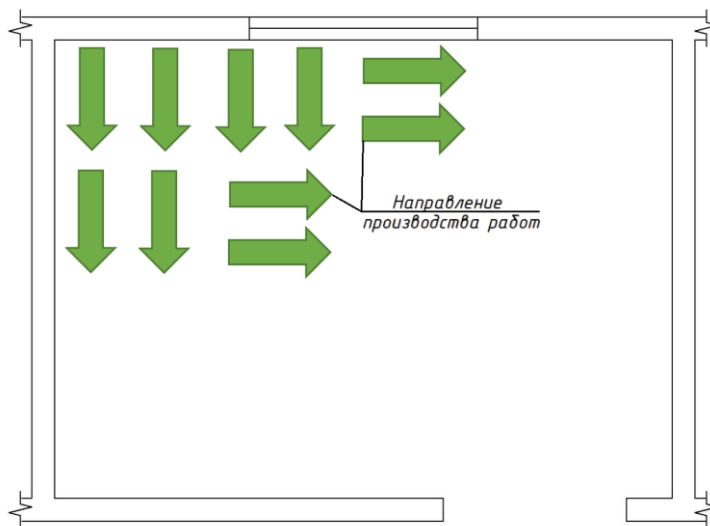 Направление
производства работ